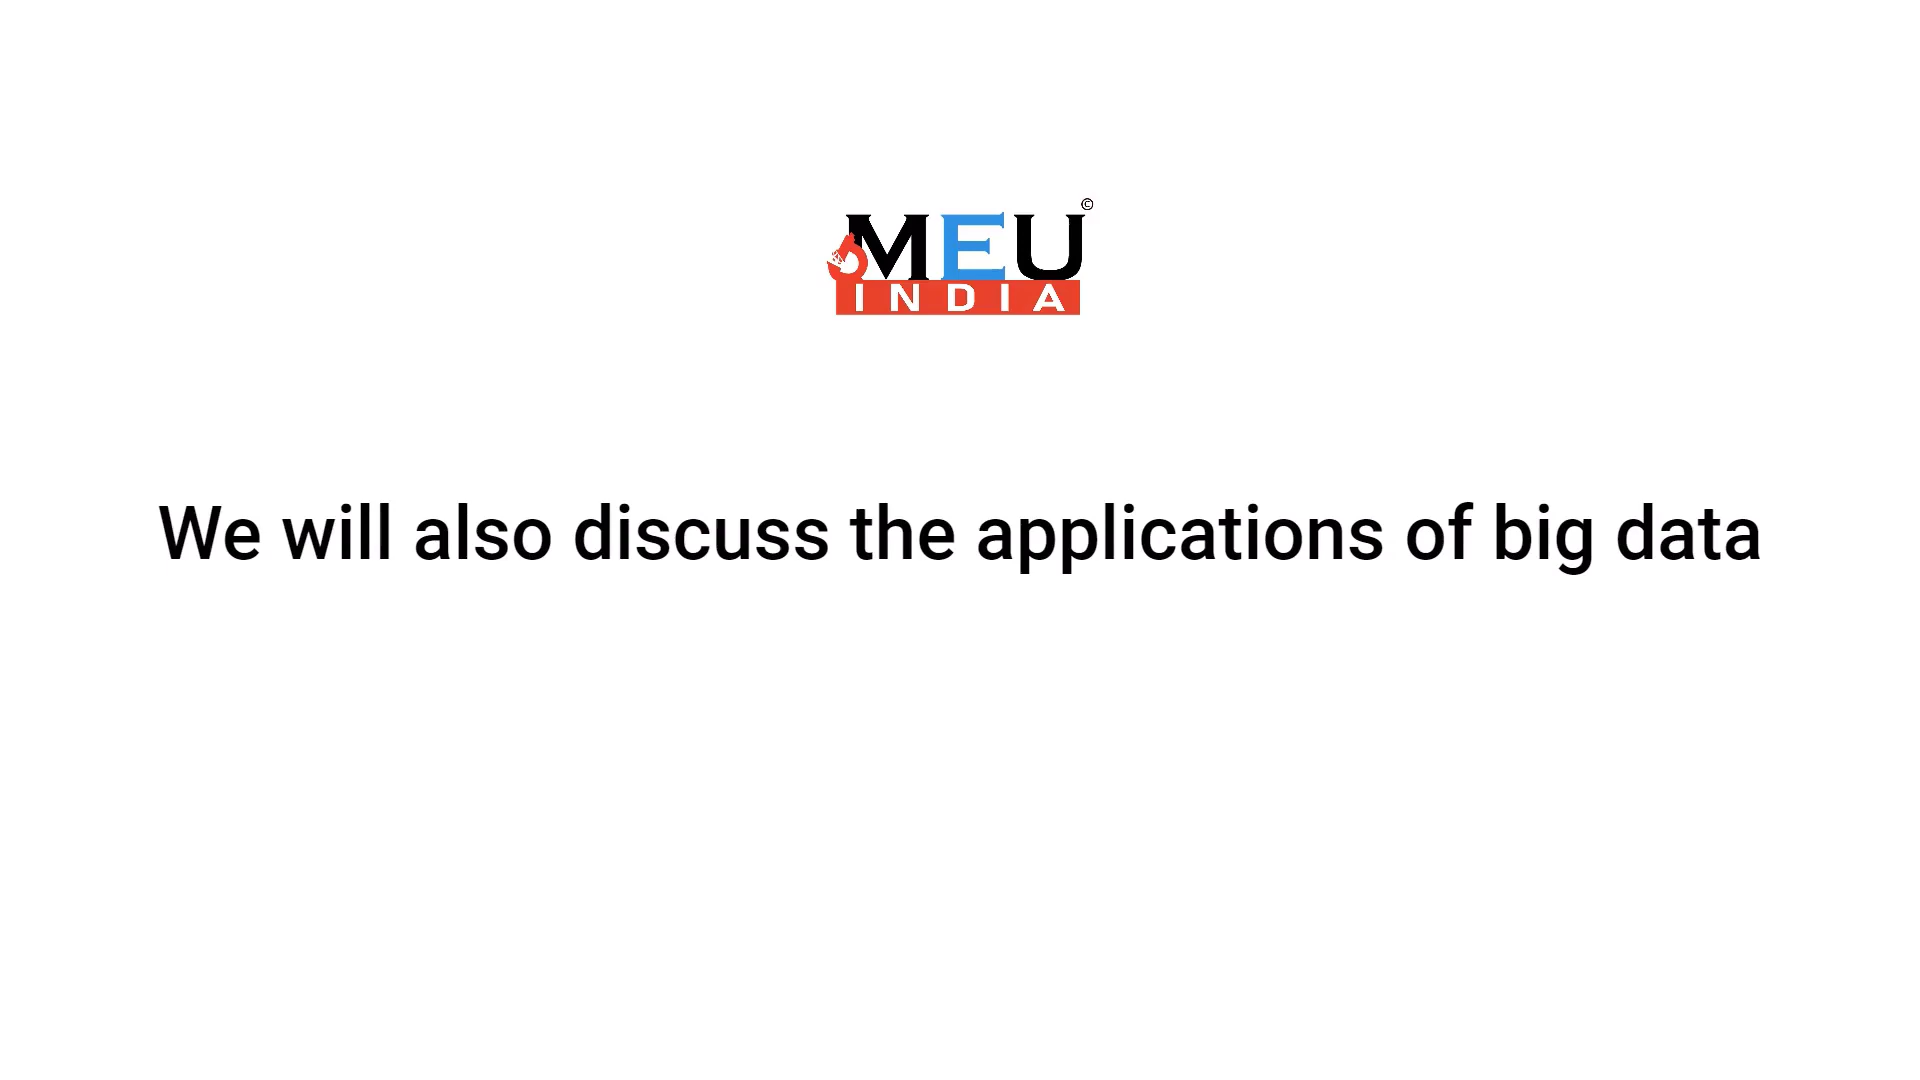 MEU ©
INDIA
We will also discuss the applications of big data